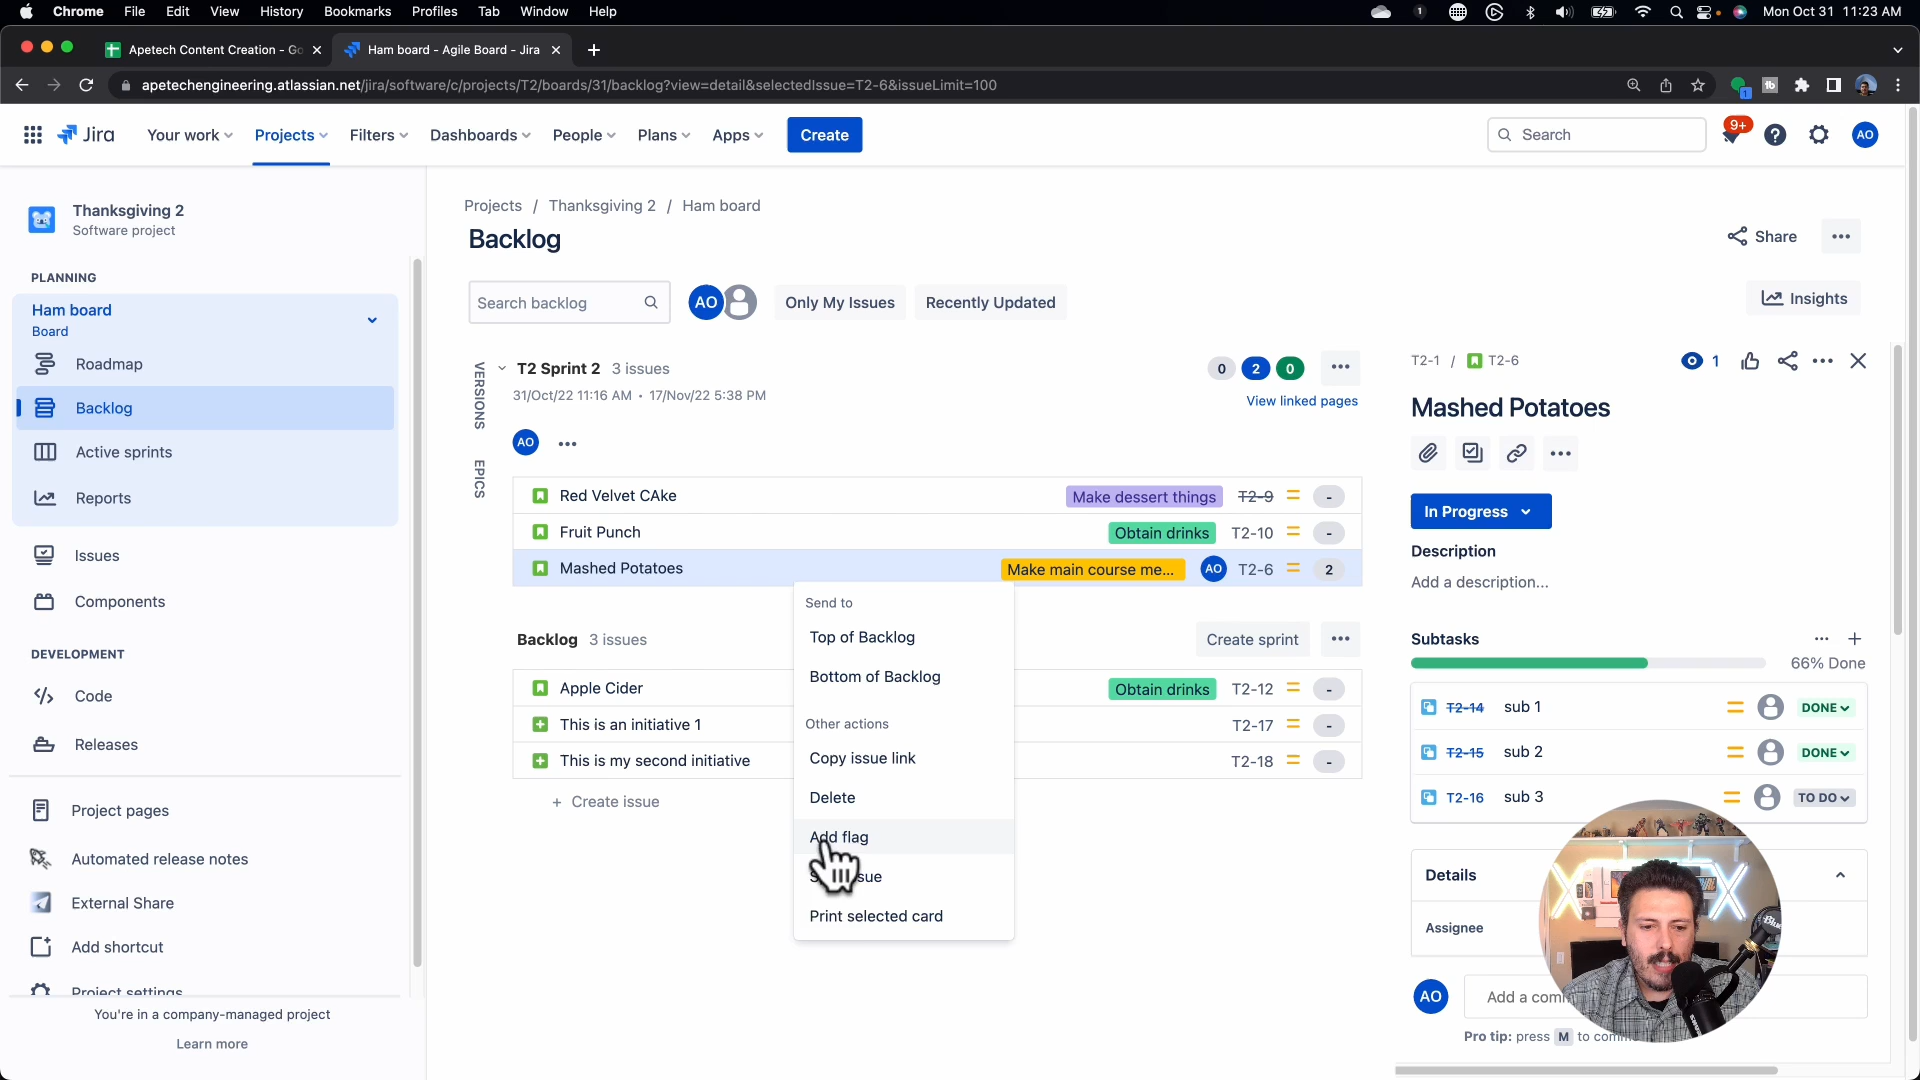 Chrome File Edit View History Bookmarks Profiles Tab Window Help
1
Mon Oct 31 11:23 AM
Apetech Content Creation - Go
Ham board - Agile Board - Jira
apetechengineering.atlassian.net/jira/software/c/projects/T2/boards/31/backlog?view=detail&selectedIssue=T2-6&issueLimit=100
1
tb
Jira
Your work
Projects
Filters
Dashboards
People
Plans
Apps
Create
Search
9+
AO
Thanksgiving 2
Software project
PLANNING
Ham board
Board
Roadmap
Backlog
Active sprints
Reports
Issues
Components
DEVELOPMENT
Code
Releases
Project pages
Automated release notes
External Share
Add shortcut
Project settings
You're in a company-managed project
Learn more
Projects / Thanksgiving 2 / Ham board
Backlog
Share
Search backlog
AO
Only My Issues
Recently Updated
Insights
VERSIONS
EPICS
T2 Sprint 2 3 issues
0 2 0
31/Oct/22 11:16 AM • 17/Nov/22 5:38 PM
View linked pages
AO
Red Velvet CAke Make dessert things T2-9 -
Fruit Punch Obtain drinks T2-10 -
Mashed Potatoes Make main course me... AO T2-6 2
Backlog 3 issues
Create sprint
Apple Cider Obtain drinks T2-12 -
This is an initiative 1 T2-17 -
This is my second initiative T2-18 -
+ Create issue
Send to
Top of Backlog
Bottom of Backlog
Other actions
Copy issue link
Delete
Add flag
sue
Print selected card
T2-1 / T2-6
1
Mashed Potatoes
In Progress
Description
Add a description...
Subtasks
66% Done
T2-14 sub 1 DONE
T2-15 sub 2 DONE
T2-16 sub 3 TO DO
Details
Assignee
AO
Add a com
Pro tip: press M to comm
Blue